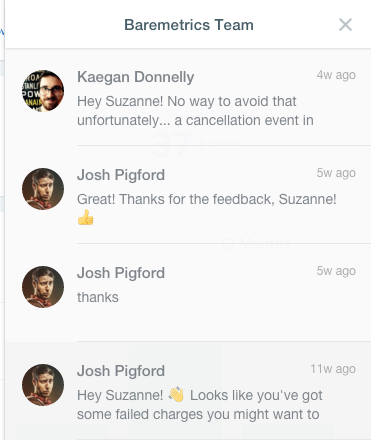 Baremetrics Team
Kaegan Donnelly
4w ago
Hey Suzanne! No way to avoid that
unfortunately... a cancellation event in
Josh Pigford
5w ago
Great! Thanks for the feedback, Suzanne!
👍
Josh Pigford
5w ago
thanks
Josh Pigford
11w ago
Hey Suzanne! 👋 Looks like you've got
some failed charges you might want to